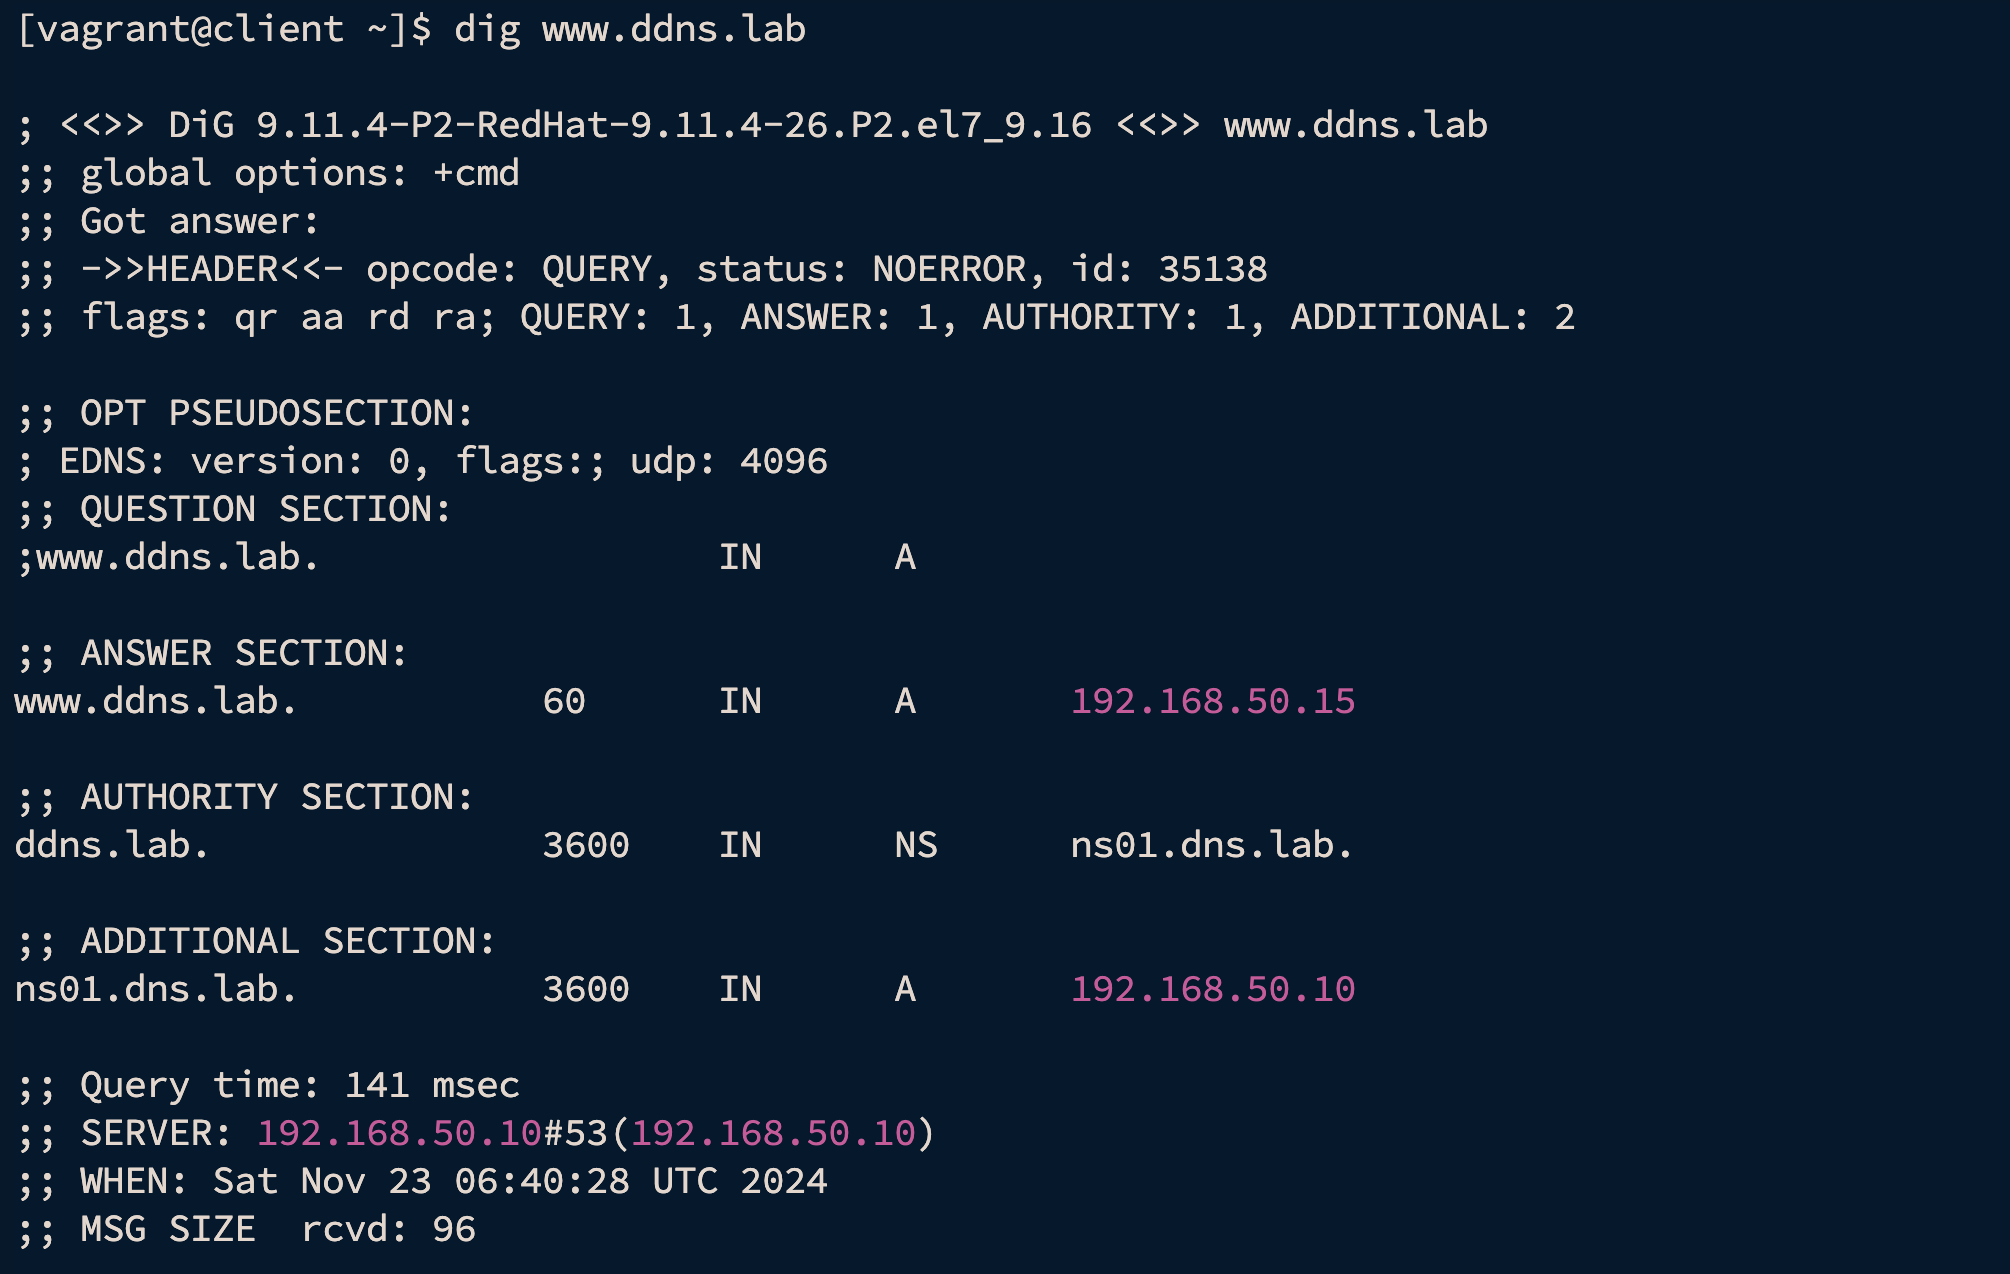 [vagrant@client ~]$ dig www.ddns.lab
; <<>> DiG 9.11.4-P2-RedHat-9.11.4-26.P2.el7_9.16 <<>> www.ddns.lab
;; global options: +cmd
;; Got answer:
;; ->>HEADER<<- opcode: QUERY, status: NOERROR, id: 35138
;; flags: qr aa rd ra; QUERY: 1, ANSWER: 1, AUTHORITY: 1, ADDITIONAL: 2
;; OPT PSEUDOSECTION:
; EDNS: version: 0, flags:; udp: 4096
;; QUESTION SECTION:
;www.ddns.lab. IN A
;; ANSWER SECTION:
www.ddns.lab. 60 IN A 192.168.50.15
;; AUTHORITY SECTION:
ddns.lab. 3600 IN NS ns01.dns.lab.
;; ADDITIONAL SECTION:
ns01.dns.lab. 3600 IN A 192.168.50.10
;; Query time: 141 msec
;; SERVER: 192.168.50.10#53(192.168.50.10)
;; WHEN: Sat Nov 23 06:40:28 UTC 2024
;; MSG SIZE  rcvd: 96